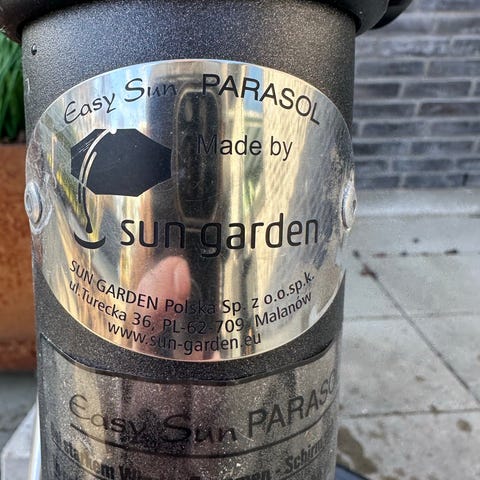 Easy Sun PARASOL
Made by
sun garden
SUN GARDEN Polska Sp. z o.o.sp.k.
ul.Turecka 36, PL-62-709, Malanów
www.sun-garden.eu
Easy Sun PARASOL